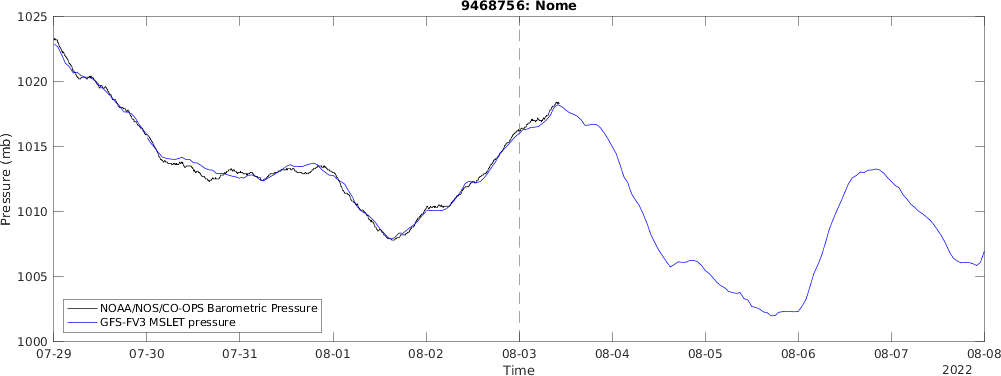 9468756: Nome
1025
1020
1015
1010
1005
1000
Pressure (mb)
NOAA/NOS/CO-OPS Barometric Pressure
GFS-FV3 MSLET pressure
07-29 07-30 07-31 08-01 08-02 08-03 08-04 08-05 08-06 08-07 08-08
Time
2022